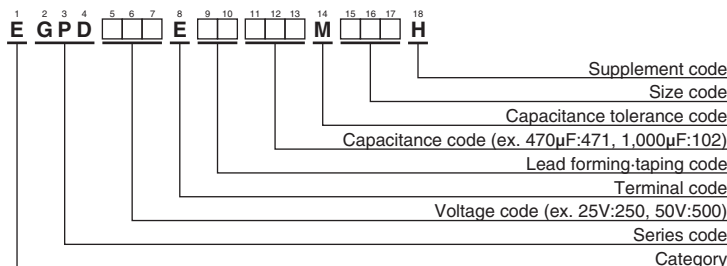 1 2 3 4 5 6 7 8 9 10 11 12 13 14 15 16 17 18
E G P D E M H
Supplement code
Size code
Capacitance tolerance code
Capacitance code (ex. 470μF:471, 1,000μF:102)
Lead forming·taping code
Terminal code
Voltage code (ex. 25V:250, 50V:500)
Series code
Category